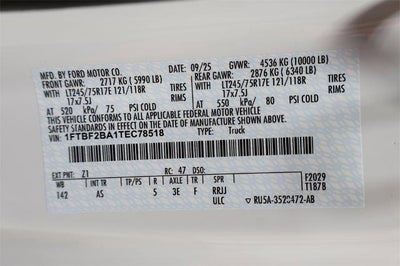 MFD. BY FORD MOTOR CO. 09/25 GVWR: 4536 KG (10000 LB)
FRONT GAWR: 2717 KG ( 5990 LB) REAR GAWR: 2876 KG ( 6340 LB)
WITH LT245/75R17E 121/118R TIRES WITH LT245/75R17E 121/118R TIRES
17x7.5J RIMS 17x7.5J RIMS
AT 520 kPa/ 75 PSI COLD AT 550 kPa/ 80 PSI COLD
THIS VEHICLE CONFORMS TO ALL APPLICABLE FEDERAL MOTOR VEHICLE
SAFETY STANDARDS IN EFFECT ON THE DATE OF MANUFACTURE SHOWN ABOVE.
VIN: 1FTBF2BA1TEC78518 TYPE: Truck
EXT PNT: Z1 RC: 47 DSO: F2029
WB INT TR TP/PS R AXLE TR SPR T187B
142 AS 5 3E F RRJJ
ULC